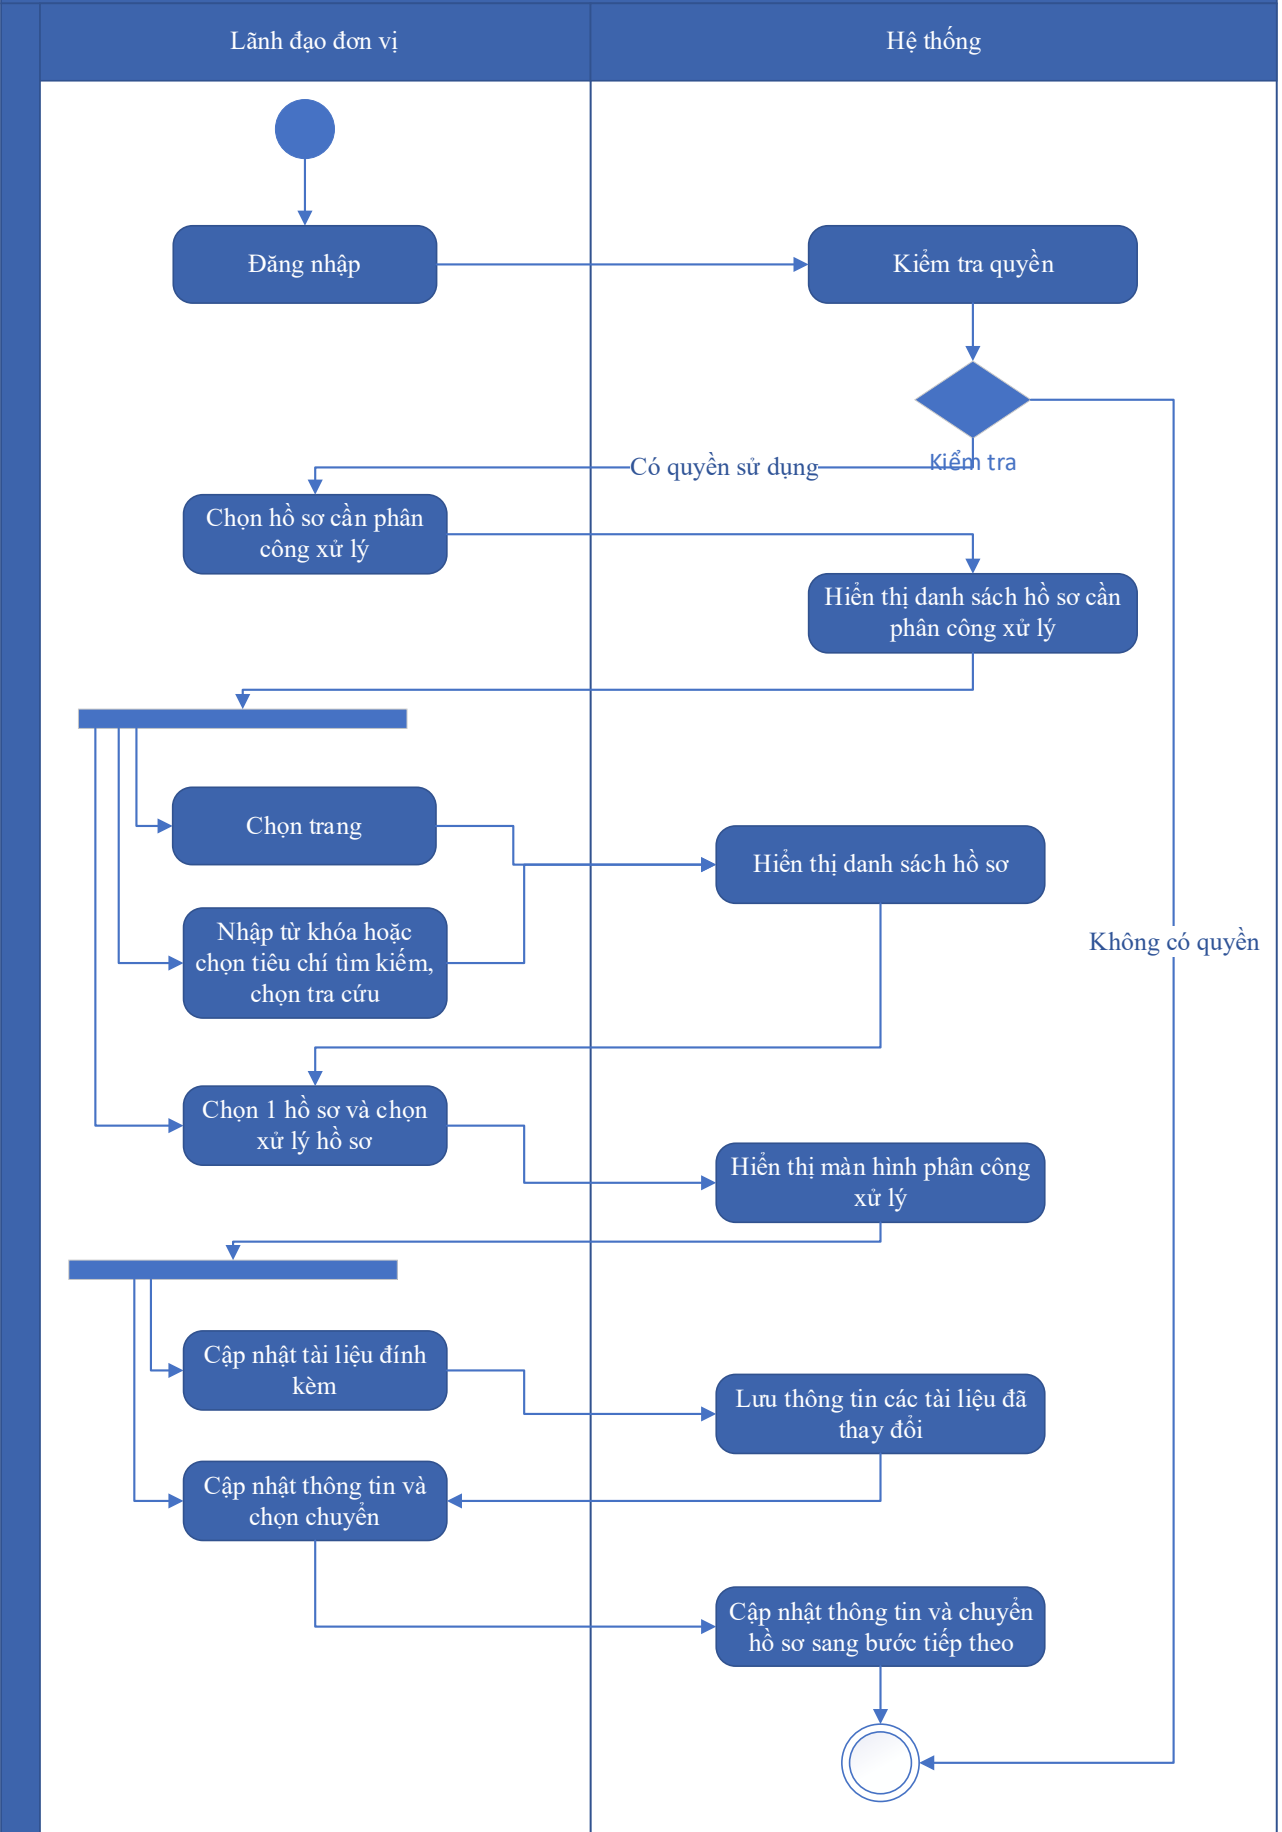 Lãnh đạo đơn vị
Hệ thống
Đăng nhập
Kiểm tra quyền
Kiểm tra
Có quyền sử dụng
Chọn hồ sơ cần phân
công xử lý
Hiển thị danh sách hồ sơ cần
phân công xử lý
Chọn trang
Hiển thị danh sách hồ sơ
Nhập từ khóa hoặc
chọn tiêu chí tìm kiếm,
chọn tra cứu
Không có quyền
Chọn 1 hồ sơ và chọn
xử lý hồ sơ
Hiển thị màn hình phân công
xử lý
Cập nhật tài liệu đính
kèm
Lưu thông tin các tài liệu đã
thay đổi
Cập nhật thông tin và
chọn chuyển
Cập nhật thông tin và chuyển
hồ sơ sang bước tiếp theo